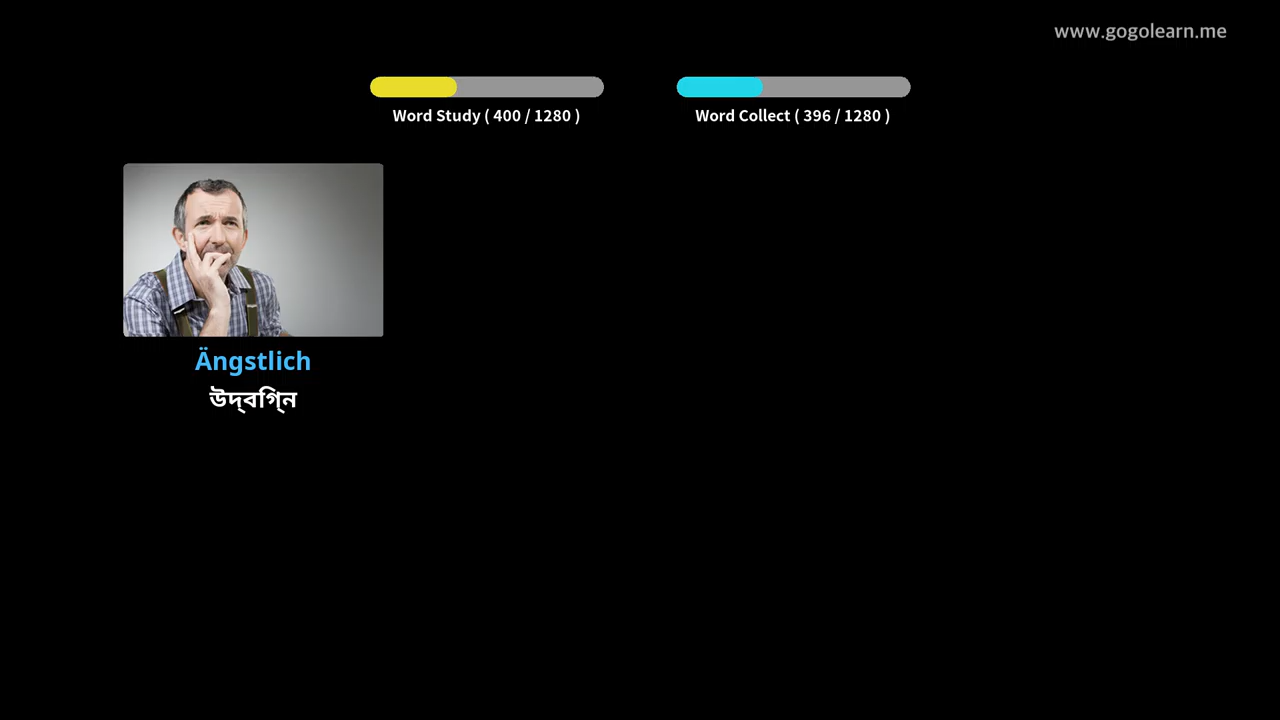 www.gogolearn.me
Word Study ( 400 / 1280 )
Word Collect ( 396 / 1280 )
Ängstlich
উদ্‌বগ্নি